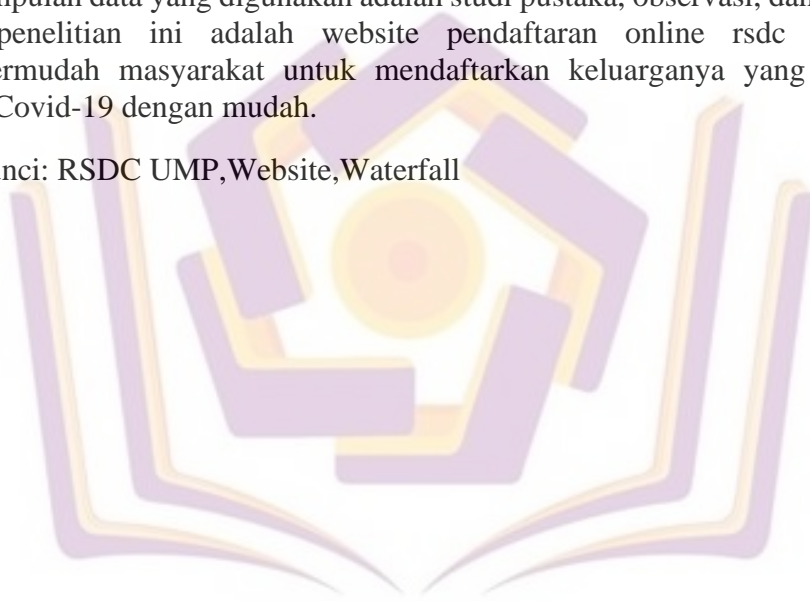 mpulan data yang digunakan adalah studi pustaka, observasi, dan
penelitian ini adalah website pendaftaran online rsdc
ermudah masyarakat untuk mendaftarkan keluarganya yang
Covid-19 dengan mudah.
unci: RSDC UMP,Website,Waterfall